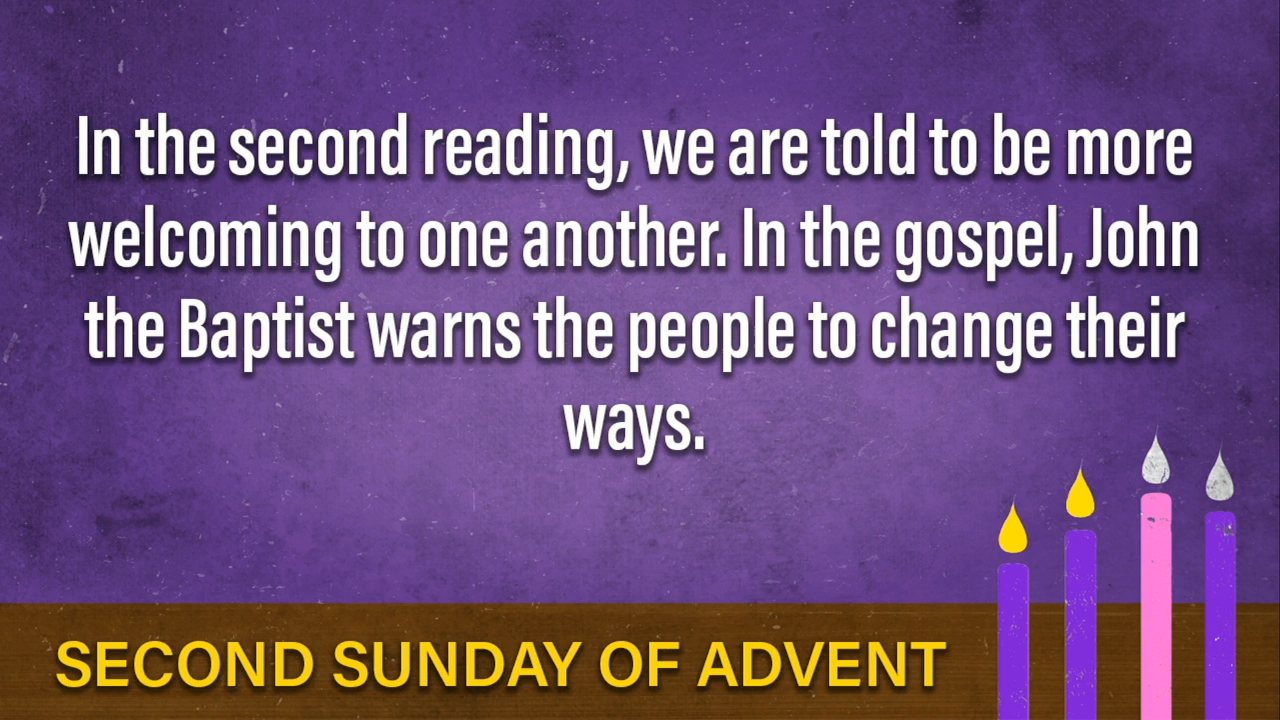 In the second reading, we are told to be more
welcoming to one another. In the gospel, John
the Baptist warns the people to change their
ways.
SECOND SUNDAY OF ADVENT